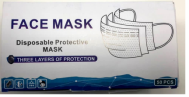 FACE MASK
Disposable Protective
MASK
THREE LAYERS OF PROTECTION
50 PCS